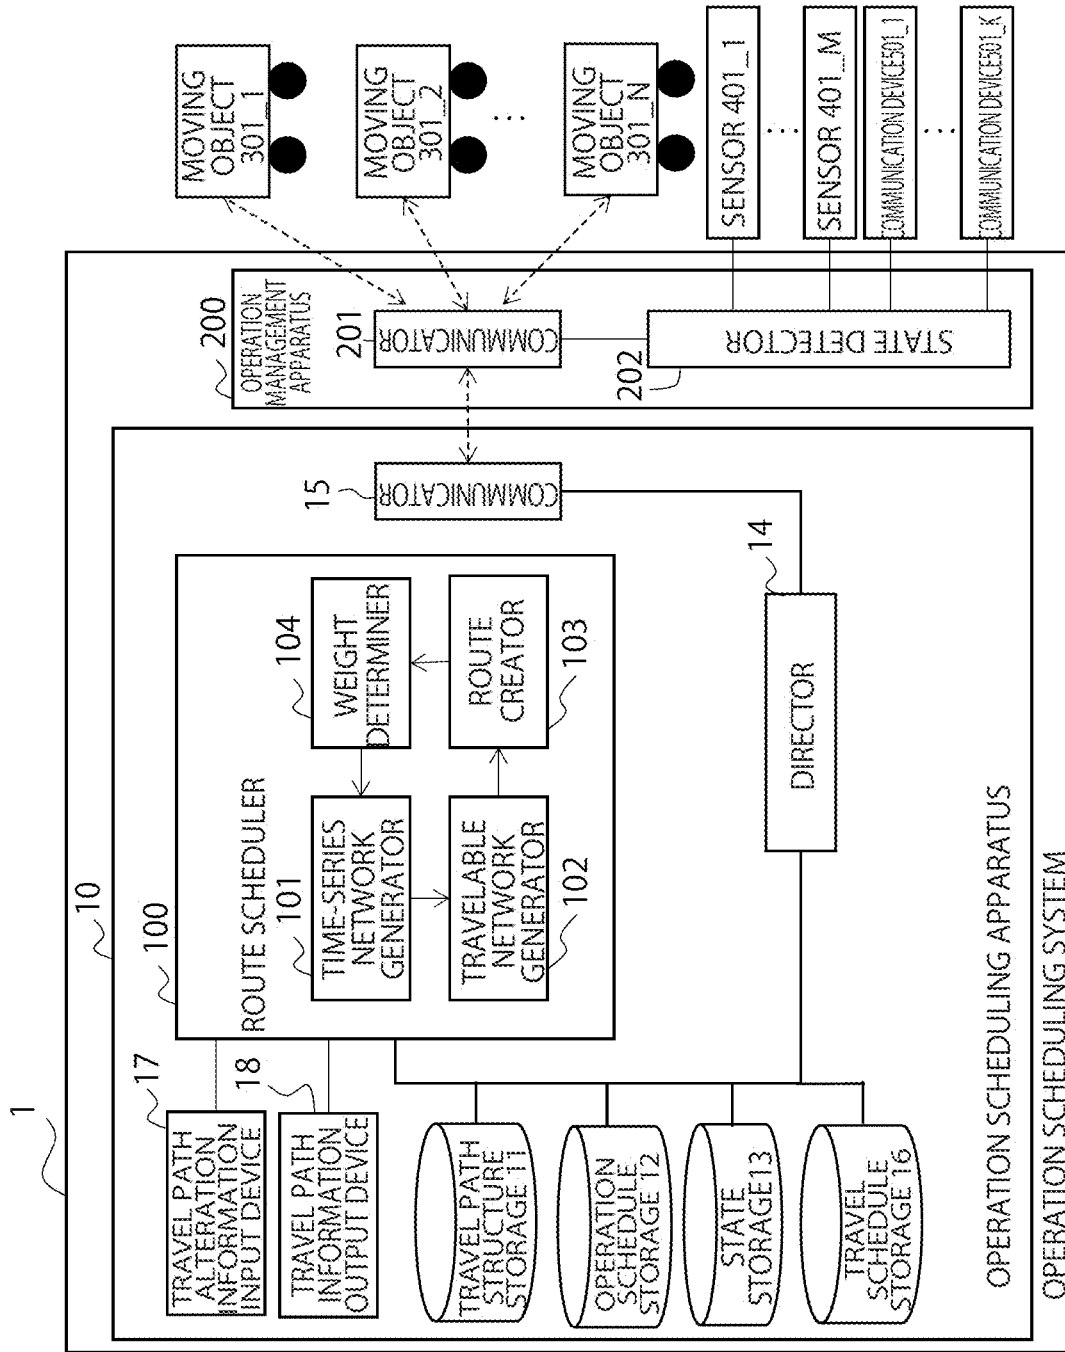 1
10
100
ROUTE SCHEDULER
17
TRAVEL PATH
ALTERATION
INFORMATION
INPUT DEVICE
18
TRAVEL PATH
INFORMATION
OUTPUT DEVICE
101
TIME-SERIES
NETWORK
GENERATOR
104
WEIGHT
DETERMINER
TRAVELABLE
NETWORK
GENERATOR
102
ROUTE
CREATOR
103
TRAVEL PATH
STRUCTURE
STORAGE 11
OPERATION
SCHEDULE
STORAGE 12
STATE
STORAGE13
TRAVEL
SCHEDULE
STORAGE 16
15
COMMUNICATOR
14
DIRECTOR
OPERATION SCHEDULING APPARATUS
OPERATION SCHEDULING SYSTEM
200
OPERATION
MANAGEMENT
APPARATUS
201
COMMUNICATOR
202
STATE DETECTOR
MOVING
OBJECT
301_1
MOVING
OBJECT
301_2
...
MOVING
OBJECT
301_N
SENSOR 401_1
...
SENSOR 401_M
COMMUNICATION DEVICE501_1
...
COMMUNICATION DEVICE501_K